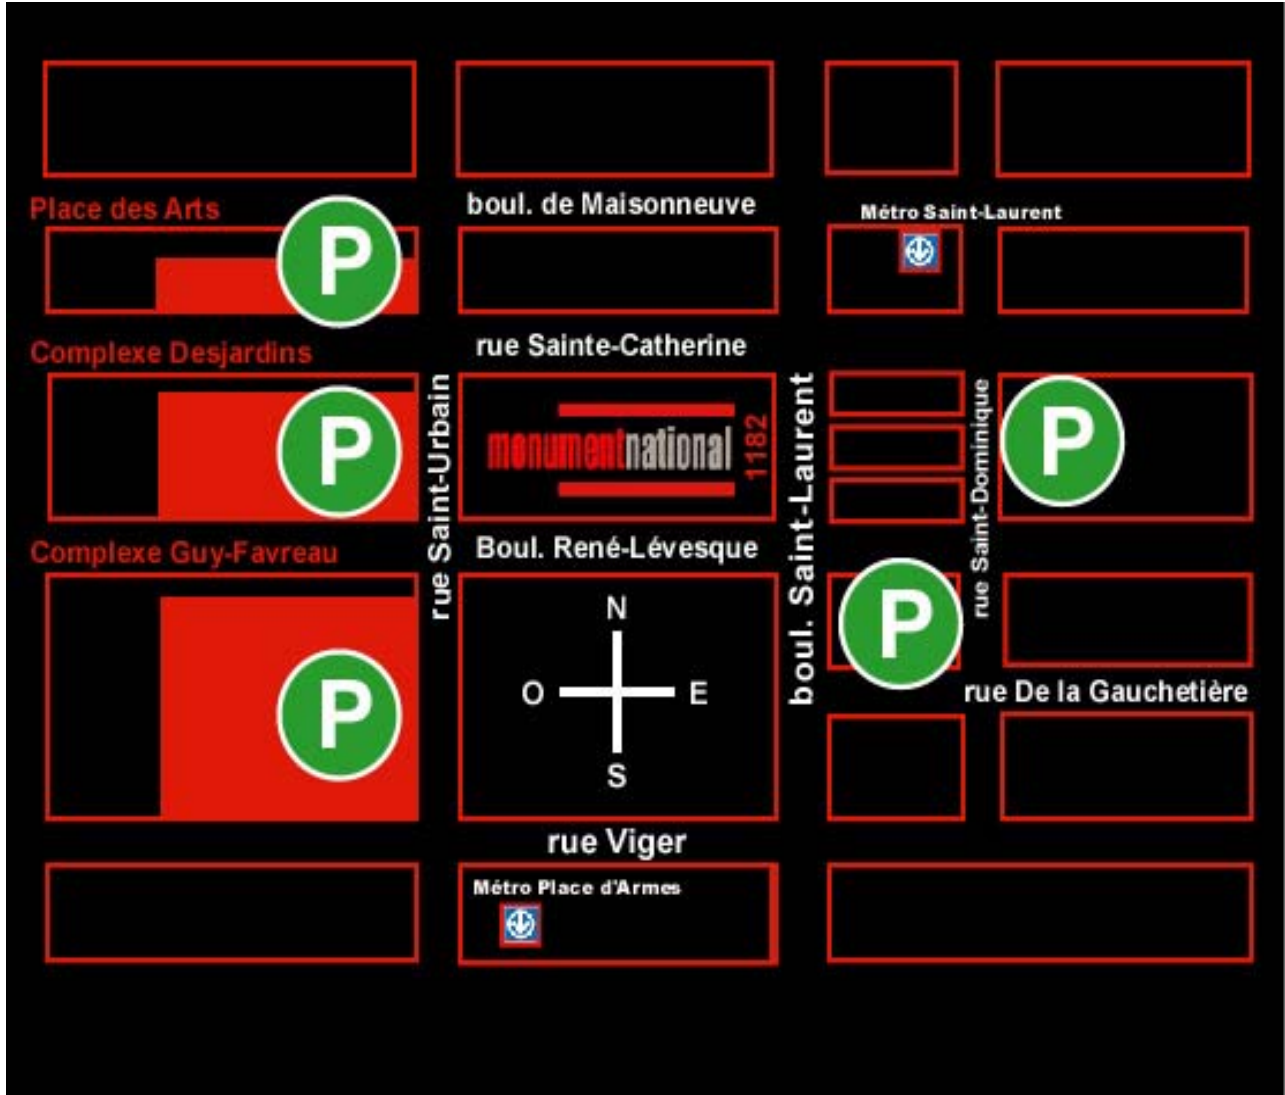 Place des Arts
P
boul. de Maisonneuve
Métro Saint-Laurent
Complexe Desjardins
P
rue Sainte-Catherine
rue Saint-Urbain
monumentnational
1182
boul. Saint-Laurent
rue Saint-Dominique
P
Complexe Guy-Favreau
P
Boul. René-Lévesque
N
O
E
S
P
rue De la Gauchetière
rue Viger
Métro Place d'Armes